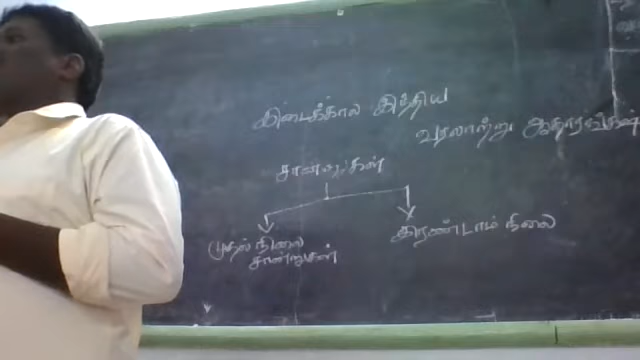 இடைக்கால இந்திய
வரலாற்று ஆதாரங்கள்
சான்றுகள்
முதல் நிலை
சான்றுகள்
இரண்டாம் நிலை